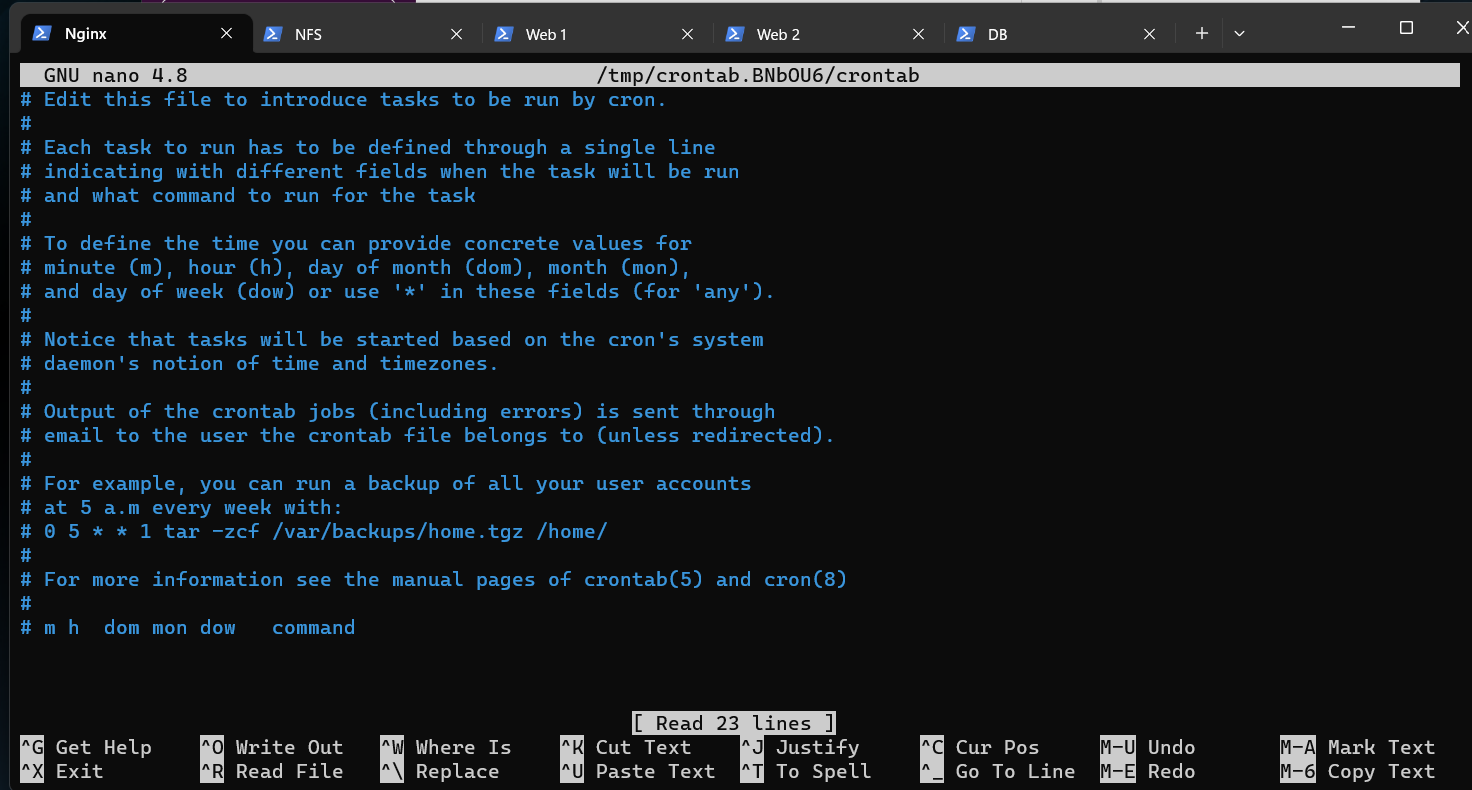 Nginx NFS Web 1 Web 2 DB
GNU nano 4.8 /tmp/crontab.BNbOU6/crontab
# Edit this file to introduce tasks to be run by cron.
#
# Each task to run has to be defined through a single line
# indicating with different fields when the task will be run
# and what command to run for the task
#
# To define the time you can provide concrete values for
# minute (m), hour (h), day of month (dom), month (mon),
# and day of week (dow) or use '*' in these fields (for 'any').
#
# Notice that tasks will be started based on the cron's system
# daemon's notion of time and timezones.
#
# Output of the crontab jobs (including errors) is sent through
# email to the user the crontab file belongs to (unless redirected).
#
# For example, you can run a backup of all your user accounts
# at 5 a.m every week with:
# 0 5 * * 1 tar -zcf /var/backups/home.tgz /home/
#
# For more information see the manual pages of crontab(5) and cron(8)
#
# m h  dom mon dow   command
[ Read 23 lines ]
^G Get Help ^O Write Out ^W Where Is ^K Cut Text ^J Justify ^C Cur Pos M-U Undo M-A Mark Text
^X Exit ^R Read File ^\ Replace ^U Paste Text ^T To Spell ^_ Go To Line M-E Redo M-6 Copy Text